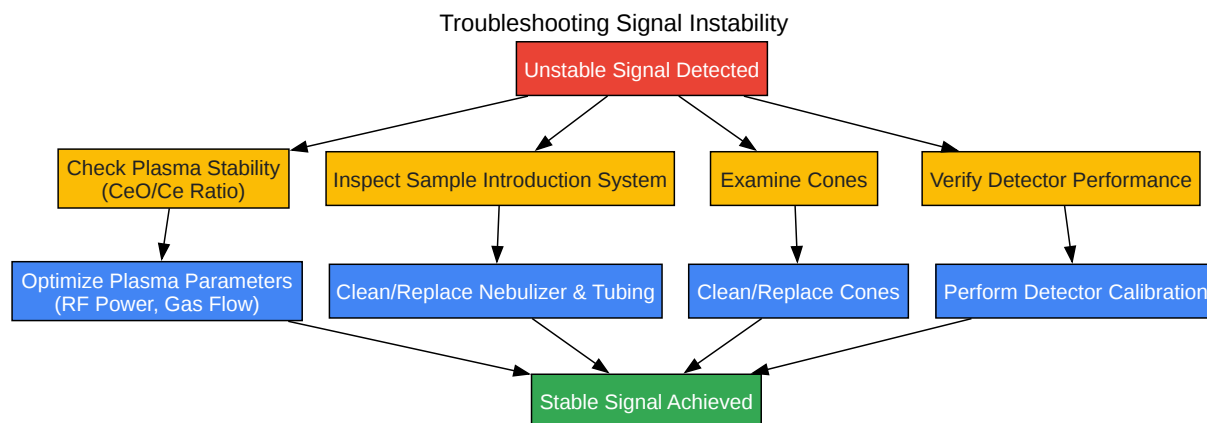 Troubleshooting Signal Instability
Unstable Signal Detected
Check Plasma Stability
(CeO/Ce Ratio)
Inspect Sample Introduction System
Examine Cones
Verify Detector Performance
Optimize Plasma Parameters
(RF Power, Gas Flow)
Clean/Replace Nebulizer & Tubing
Clean/Replace Cones
Perform Detector Calibration
Stable Signal Achieved